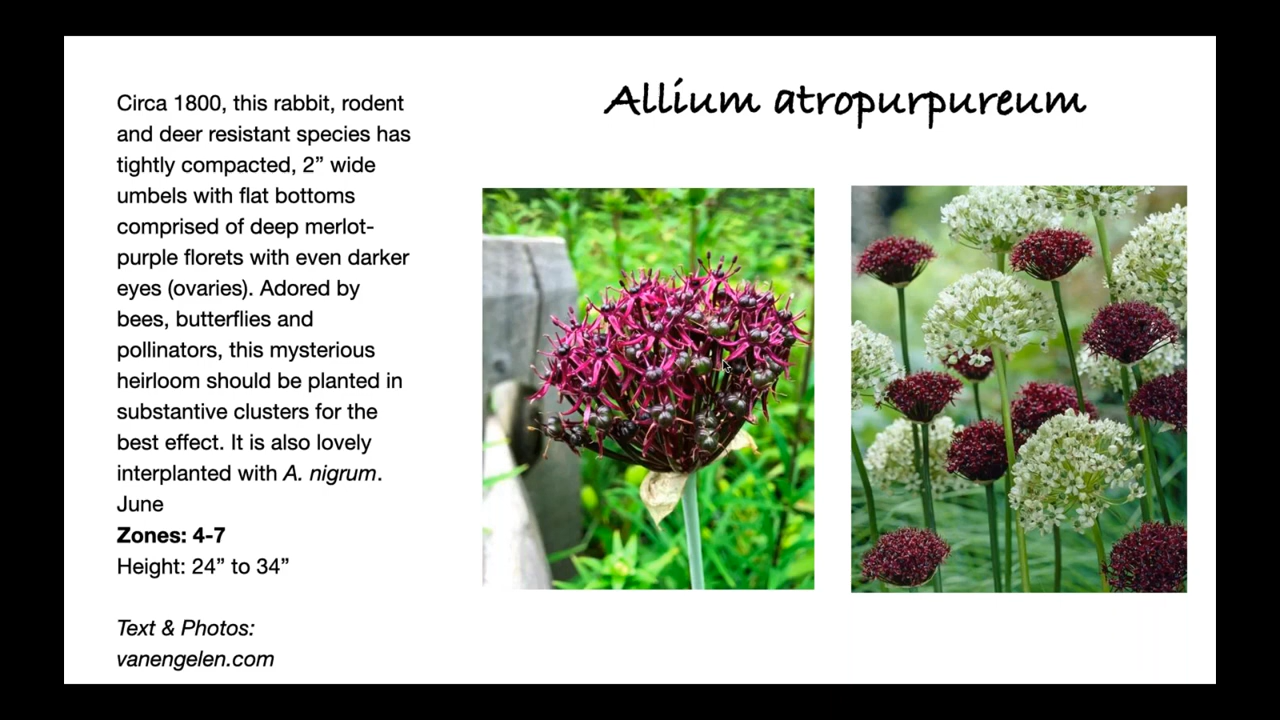 Allium atropurpureum
Circa 1800, this rabbit, rodent
and deer resistant species has
tightly compacted, 2” wide
umbels with flat bottoms
comprised of deep merlot-
purple florets with even darker
eyes (ovaries). Adored by
bees, butterflies and
pollinators, this mysterious
heirloom should be planted in
substantive clusters for the
best effect. It is also lovely
interplanted with A. nigrum.
June
Zones: 4-7
Height: 24” to 34”
Text & Photos:
vanengelen.com